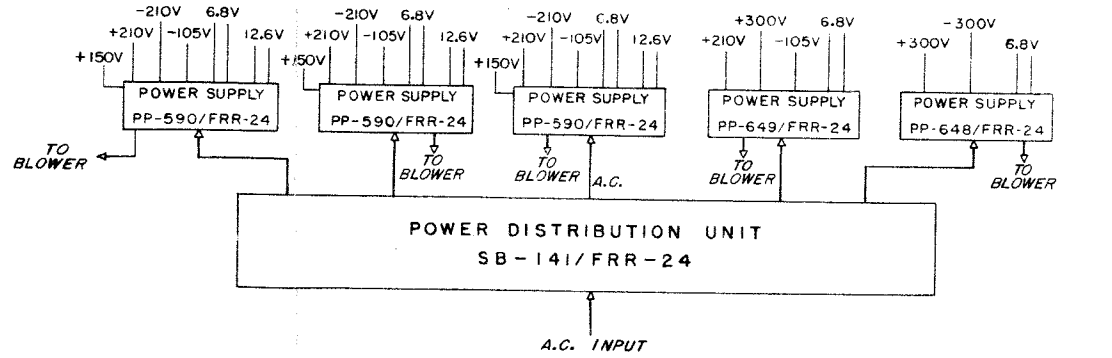 -210V 6.8V
+210V -105V 12.6V
+150V
POWER SUPPLY
PP-590/FRR-24
TO
BLOWER
-210V 6.8V
+210V -105V 12.6V
+150V
POWER SUPPLY
PP-590/FRR-24
TO
BLOWER
-210V 6.8V
+210V -105V 12.6V
+150V
POWER SUPPLY
PP-590/FRR-24
TO
BLOWER
A.C.
+300V 6.8V
+210V -105V
POWER SUPPLY
PP-649/FRR-24
TO
BLOWER
-300V
+300V 6.8V
POWER SUPPLY
PP-648/FRR-24
TO
BLOWER
POWER DISTRIBUTION UNIT
SB-141/FRR-24
A.C. INPUT